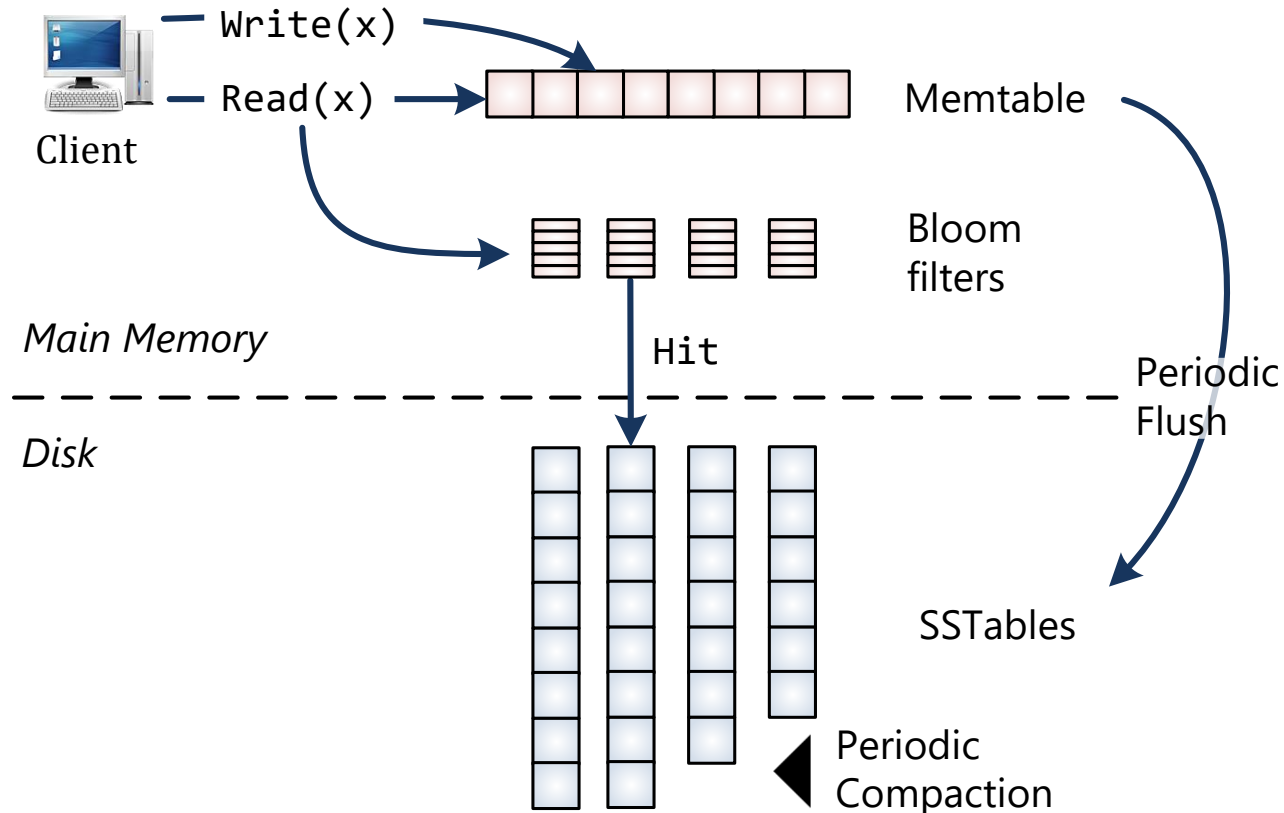 Write(x)
Read(x)
Memtable
Client
Bloom
filters
Main Memory
Hit
Periodic
Flush
Disk
SSTables
Periodic
Compaction